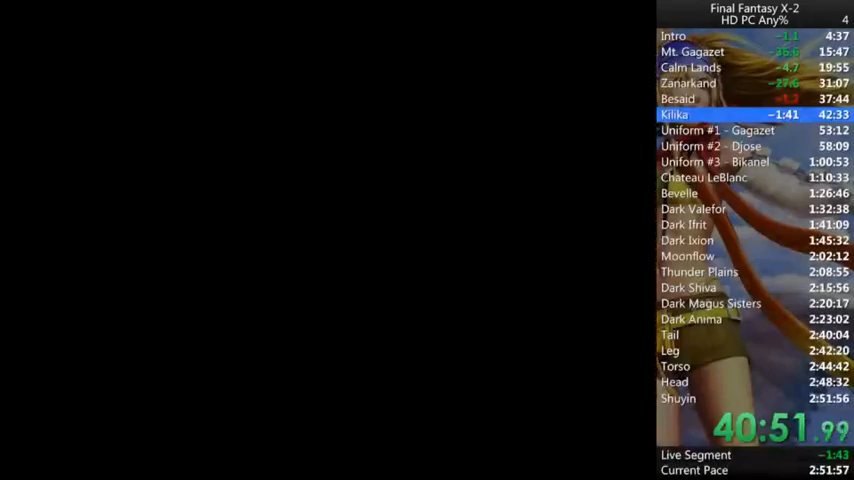 Final Fantasy X-2
HD PC Any% 4
Intro −1.1 4:37
Mt. Gagazet −35.6 15:47
Calm Lands −4.7 19:55
Zanarkand −27.6 31:07
Besaid 37:44
Kilika −1:41 42:33
Uniform #1 - Gagazet 53:12
Uniform #2 - Djose 58:09
Uniform #3 - Bikanel 1:00:53
Chateau LeBlanc 1:10:33
Bevelle 1:26:46
Dark Valefor 1:32:38
Dark Ifrit 1:41:09
Dark Ixion 1:45:32
Moonflow 2:02:12
Thunder Plains 2:08:55
Dark Shiva 2:15:56
Dark Magus Sisters 2:20:17
Dark Anima 2:23:02
Tail 2:40:04
Leg 2:42:20
Torso 2:44:42
Head 2:48:32
Shuyin 2:51:56
40:51.99
Live Segment −1:43
Current Pace 2:51:57